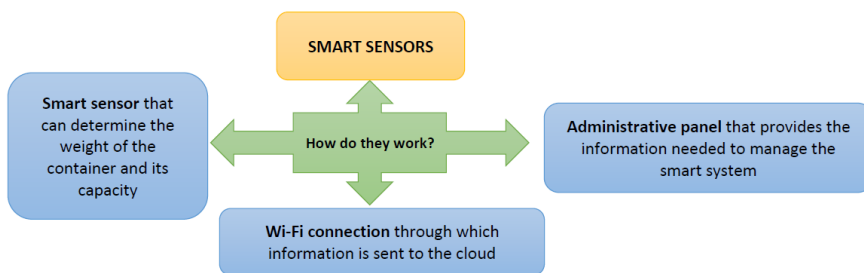 SMART SENSORS
Smart sensor that
can determine the
weight of the
container and its
capacity
How do they work?
Administrative panel that provides the
information needed to manage the
smart system
Wi-Fi connection through which
information is sent to the cloud